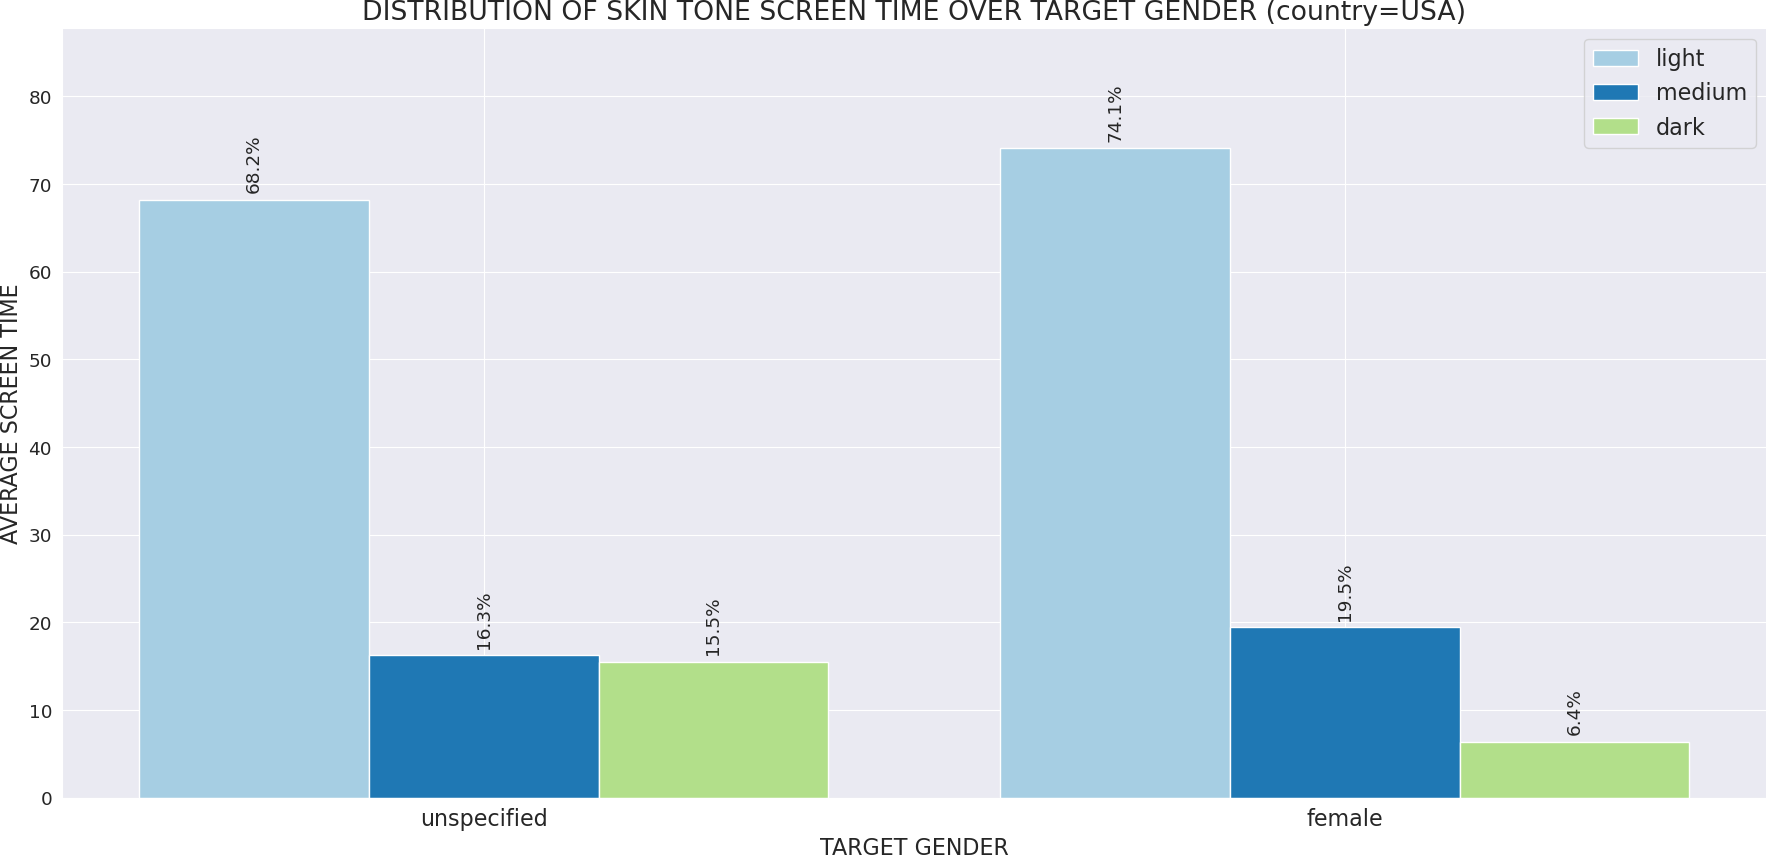 DISTRIBUTION OF SKIN TONE SCREEN TIME OVER TARGET GENDER (country=USA)
light
medium
dark
AVERAGE SCREEN TIME
80
70
60
50
40
30
20
10
0
68.2%
16.3%
15.5%
74.1%
19.5%
6.4%
unspecified
female
TARGET GENDER